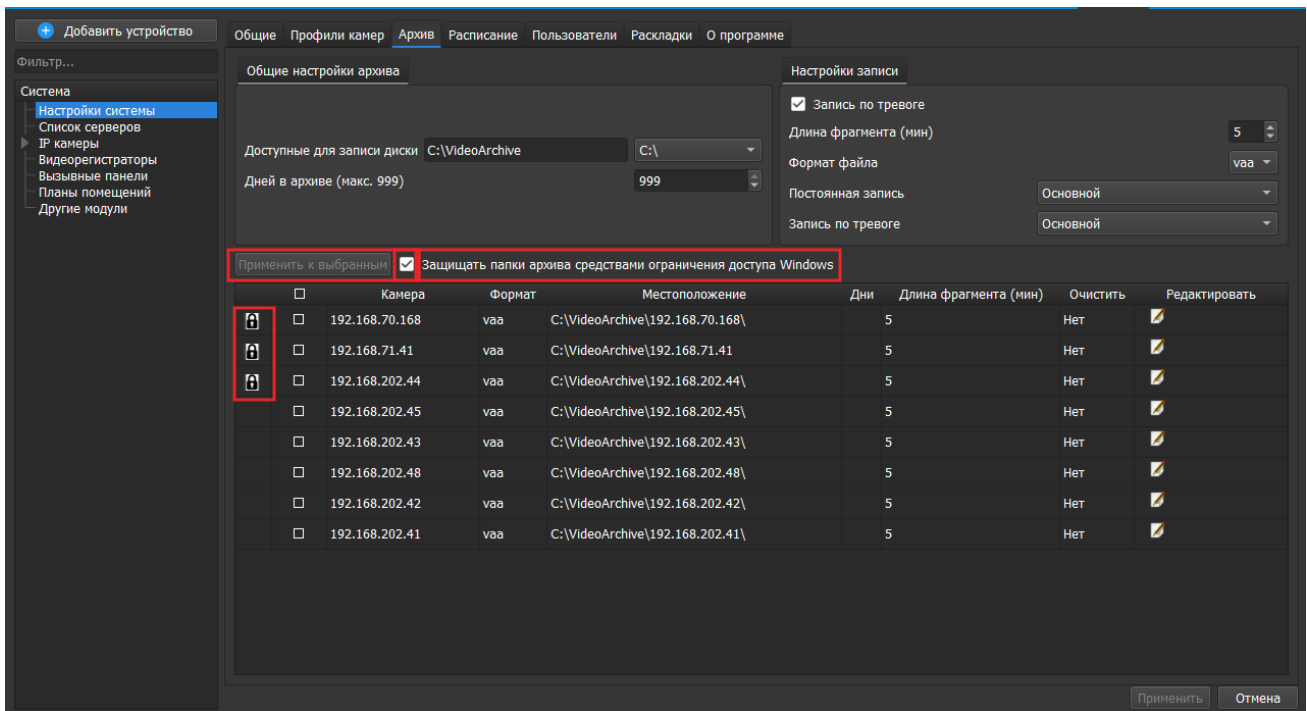 Добавить устройство
Фильтр...
Система
Настройки системы
Список серверов
IP камеры
Видеорегистраторы
Вызывные панели
Планы помещений
Другие модули
Общие Профили камер Архив Расписание Пользователи Раскладки О программе
Общие настройки архива
Доступные для записи диски C:\VideoArchive C:\
Дней в архиве (макс. 999) 999
Настройки записи
Запись по тревоге
Длина фрагмента (мин) 5
Формат файла vaa
Постоянная запись Основной
Запись по тревоге Основной
Применить к выбранным Защищать папки архива средствами ограничения доступа Windows
Камера Формат Местоположение Дни Длина фрагмента (мин) Очистить Редактировать
192.168.70.168 vaa C:\VideoArchive\192.168.70.168\ 5 Нет
192.168.71.41 vaa C:\VideoArchive\192.168.71.41 5 Нет
192.168.202.44 vaa C:\VideoArchive\192.168.202.44\ 5 Нет
192.168.202.45 vaa C:\VideoArchive\192.168.202.45\ 5 Нет
192.168.202.43 vaa C:\VideoArchive\192.168.202.43\ 5 Нет
192.168.202.48 vaa C:\VideoArchive\192.168.202.48\ 5 Нет
192.168.202.42 vaa C:\VideoArchive\192.168.202.42\ 5 Нет
192.168.202.41 vaa C:\VideoArchive\192.168.202.41\ 5 Нет
Применить Отмена